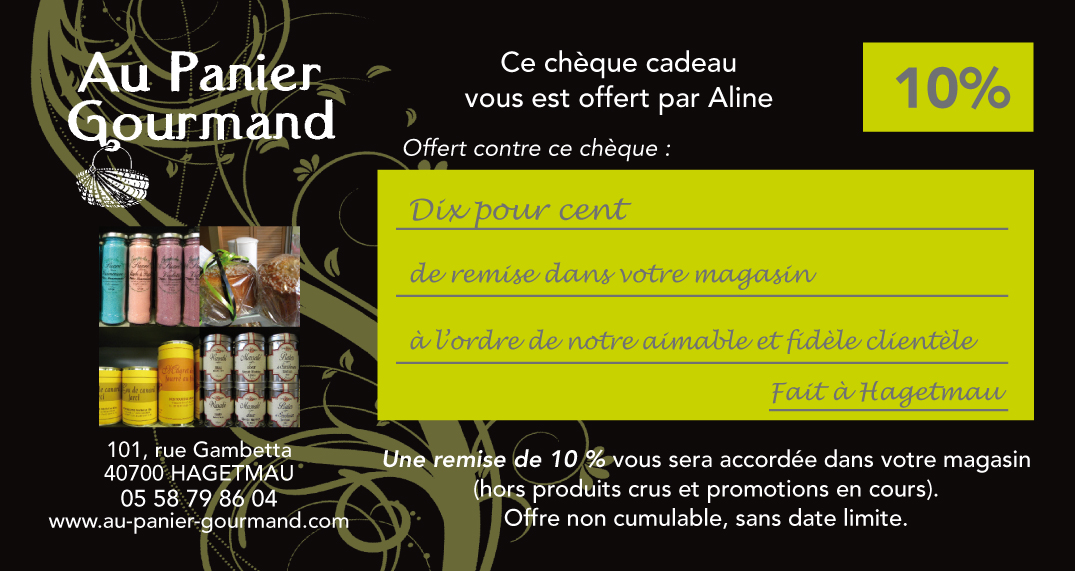 Au Panier
Gourmand
Ce chèque cadeau
vous est offert par Aline
10%
Offert contre ce chèque :
Dix pour cent
de remise dans votre magasin
à l'ordre de notre aimable et fidèle clientèle
Fait à Hagetmau
101, rue Gambetta
40700 HAGETMAU
05 58 79 86 04
www.au-panier-gourmand.com
Une remise de 10 % vous sera accordée dans votre magasin
(hors produits crus et promotions en cours).
Offre non cumulable, sans date limite.